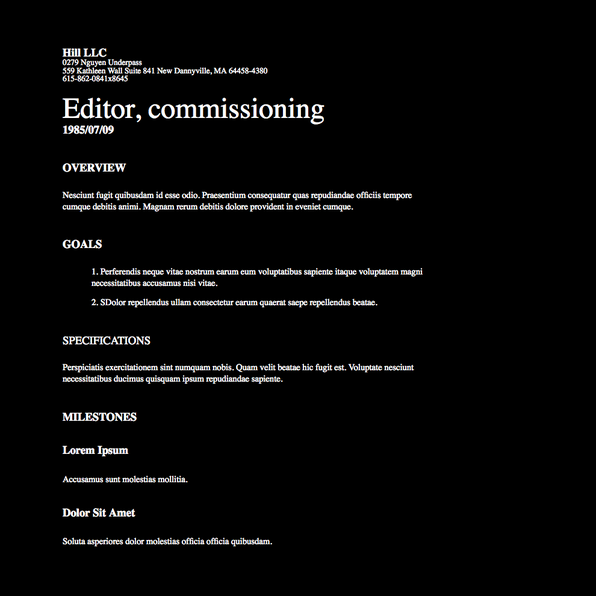 Hill LLC
0279 Nguyen Underpass
559 Kathleen Wall Suite 841 New Dannyville, MA 64458-4380
615-862-0841x8645
Editor, commissioning
1985/07/09
OVERVIEW
Nesciunt fugit quibusdam id esse odio. Praesentium consequatur quas repudiandae officiis tempore
cumque debitis animi. Magnam rerum debitis dolore provident in eveniet cumque.
GOALS
1. Perferendis neque vitae nostrum earum eum voluptatibus sapiente itaque voluptatem magni
necessitatibus accusamus nisi vitae.
2. SDolor repellendus ullam consectetur earum quaerat saepe repellendus beatae.
SPECIFICATIONS
Perspiciatis exercitationem sint numquam nobis. Quam velit beatae hic fugit est. Voluptate nesciunt
necessitatibus ducimus quisquam ipsum repudiandae sapiente.
MILESTONES
Lorem Ipsum
Accusamus sunt molestias mollitia.
Dolor Sit Amet
Soluta asperiores dolor molestias officia officia quibusdam.